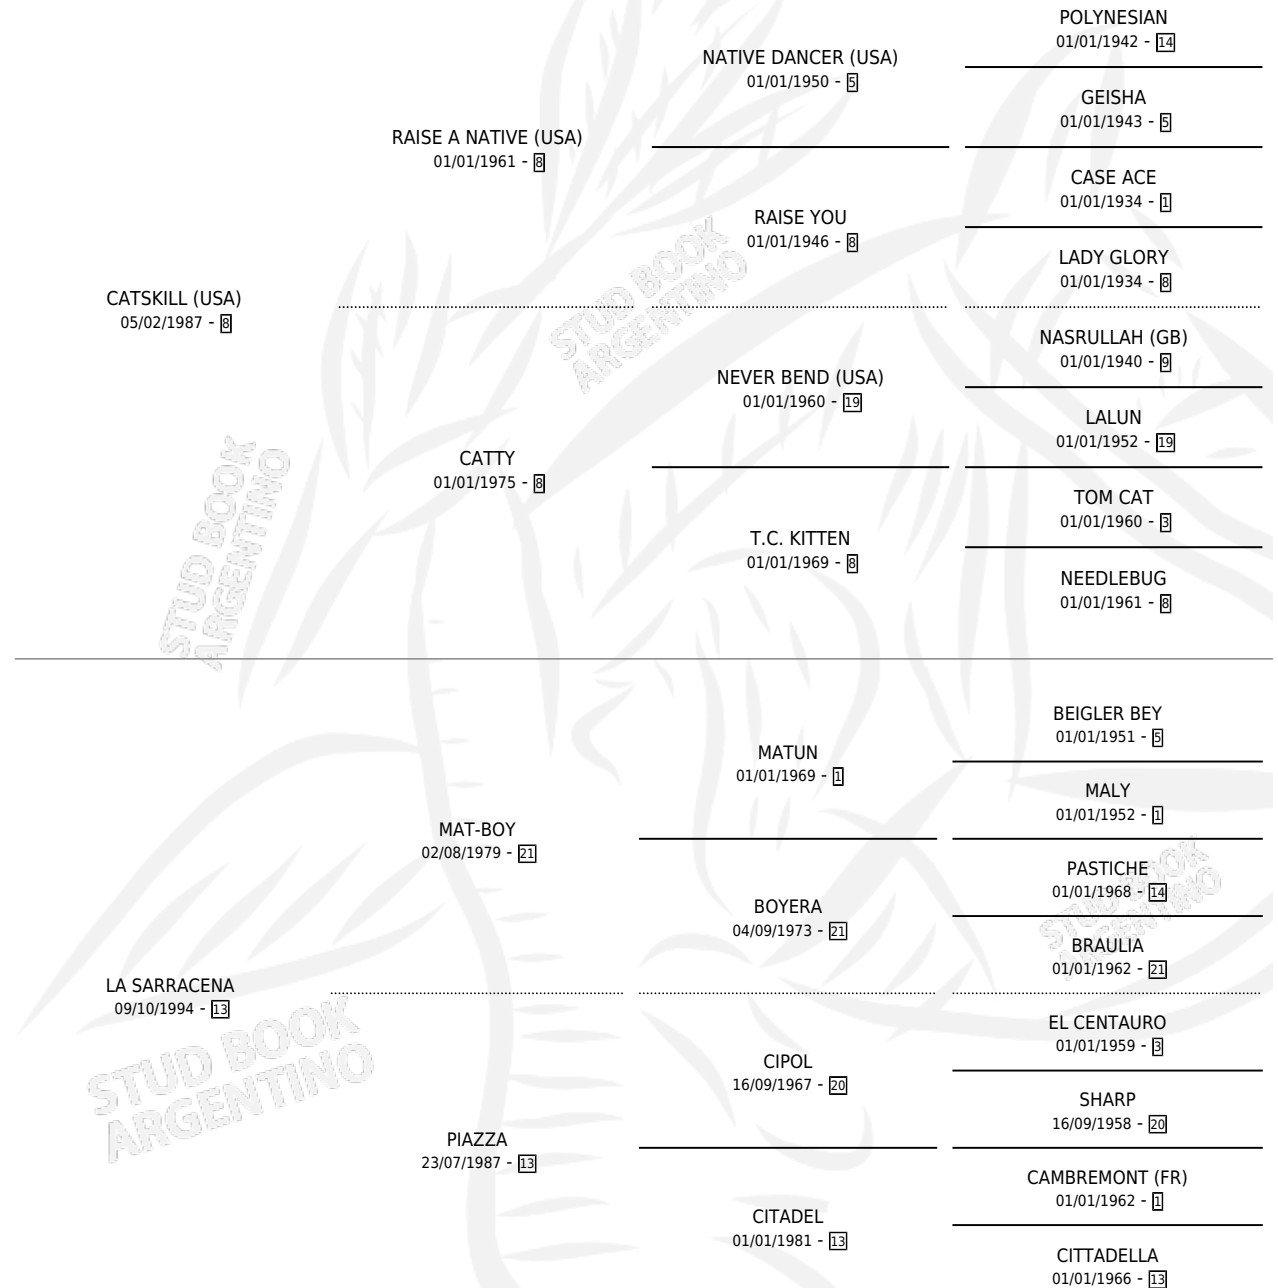 POLYNESIAN
01/01/1942 - 14
NATIVE DANCER (USA)
01/01/1950 - 5
GEISHA
01/01/1943 - 5
RAISE A NATIVE (USA)
01/01/1961 - 8
CASE ACE
01/01/1934 - 1
RAISE YOU
01/01/1946 - 8
LADY GLORY
01/01/1934 - 8
CATSKILL (USA)
05/02/1987 - 8
STUD BOOK
ARGENTINO
NASRULLAH (GB)
01/01/1940 - 9
NEVER BEND (USA)
01/01/1960 - 19
LALUN
01/01/1952 - 19
CATTY
01/01/1975 - 8
TOM CAT
01/01/1960 - 3
T.C. KITTEN
01/01/1969 - 8
NEEDLEBUG
01/01/1961 - 8
STUD BOOK
ARGENTINO
BEIGLER BEY
01/01/1951 - 5
MATUN
01/01/1969 - 1
MALY
01/01/1952 - 1
MAT-BOY
02/08/1979 - 21
PASTICHE
01/01/1968 - 14
BOYERA
04/09/1973 - 21
BRAULIA
01/01/1962 - 21
STUD BOOK
ARGENTINO
LA SARRACENA
09/10/1994 - 13
EL CENTAURO
01/01/1959 - 3
CIPOL
16/09/1967 - 20
SHARP
16/09/1958 - 20
STUD BOOK
ARGENTINO
PIAZZA
23/07/1987 - 13
CAMBREMONT (FR)
01/01/1962 - 1
CITADEL
01/01/1981 - 13
CITTADELLA
01/01/1966 - 13